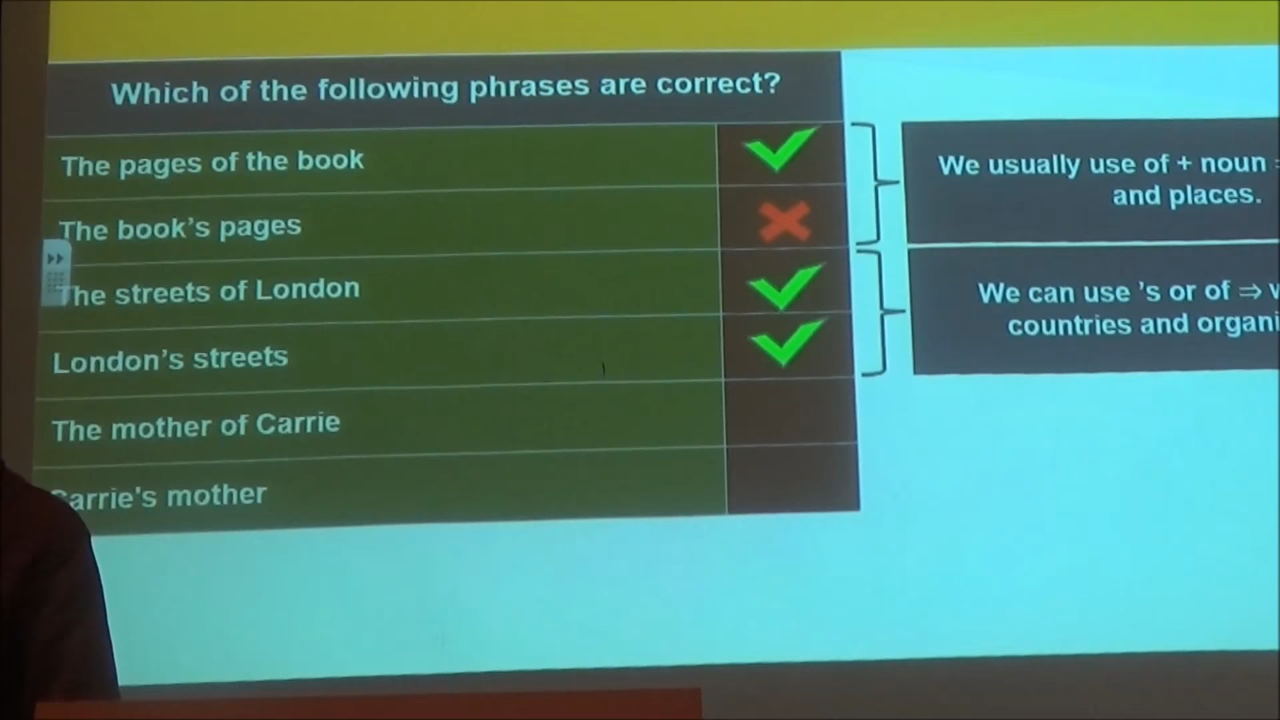 Which of the following phrases are correct?
The pages of the book
The book's pages
The streets of London
London's streets
The mother of Carrie
Carrie's mother
We usually use of + noun
and places.
We can use 's or of ⇒
countries and